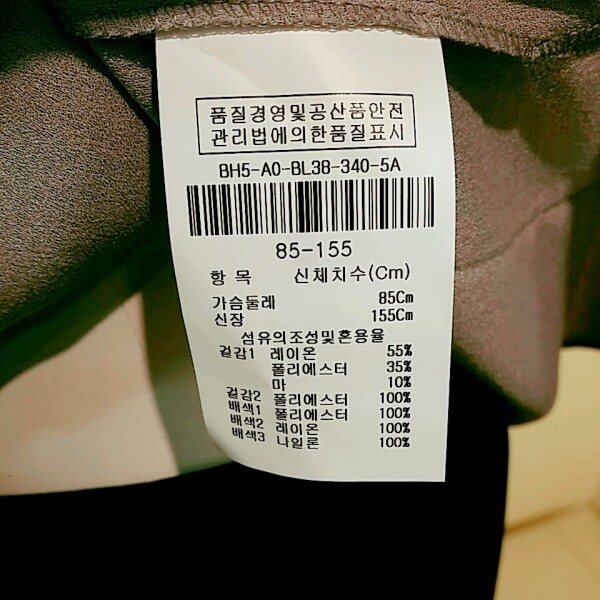 품질경영및공산품안전
관리법에의한품질표시
BH5-A0-BL38-340-5A
85-155
항 목 신체치수(Cm)
가슴둘레 85Cm
신장 155Cm
섬유의조성및혼용율
겉감1 레이온 55%
폴리에스터 35%
마 10%
겉감2 폴리에스터 100%
배색1 폴리에스터 100%
배색2 레이온 100%
배색3 나일론 100%